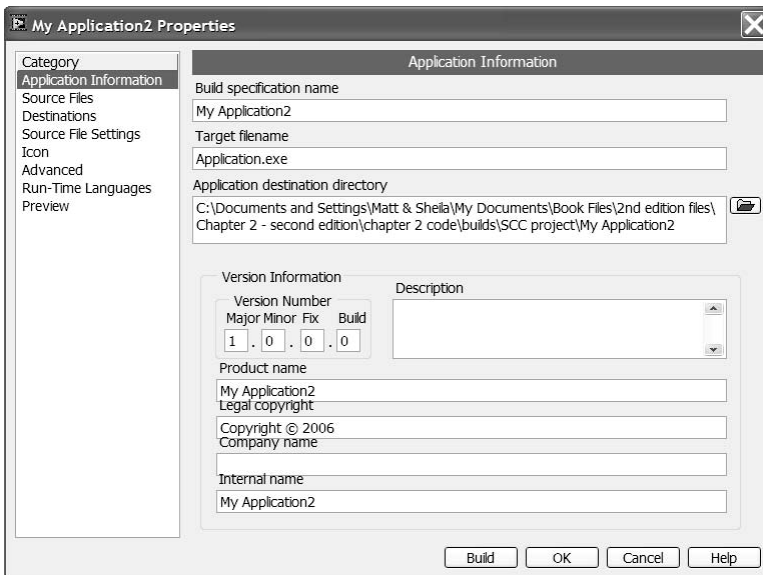 My Application2 Properties
Category
Application Information
Source Files
Destinations
Source File Settings
Icon
Advanced
Run-Time Languages
Preview
Application Information
Build specification name
My Application2
Target filename
Application.exe
Application destination directory
C:\Documents and Settings\Matt & Sheila\My Documents\Book Files\2nd edition files\
Chapter 2 - second edition\chapter 2 code\builds\SCC project\My Application2
Version Information
Version Number
Major Minor Fix Build
1 . 0 . 0 . 0
Description
Product name
My Application2
Legal copyright
Copyright © 2006
Company name
Internal name
My Application2
Build OK Cancel Help